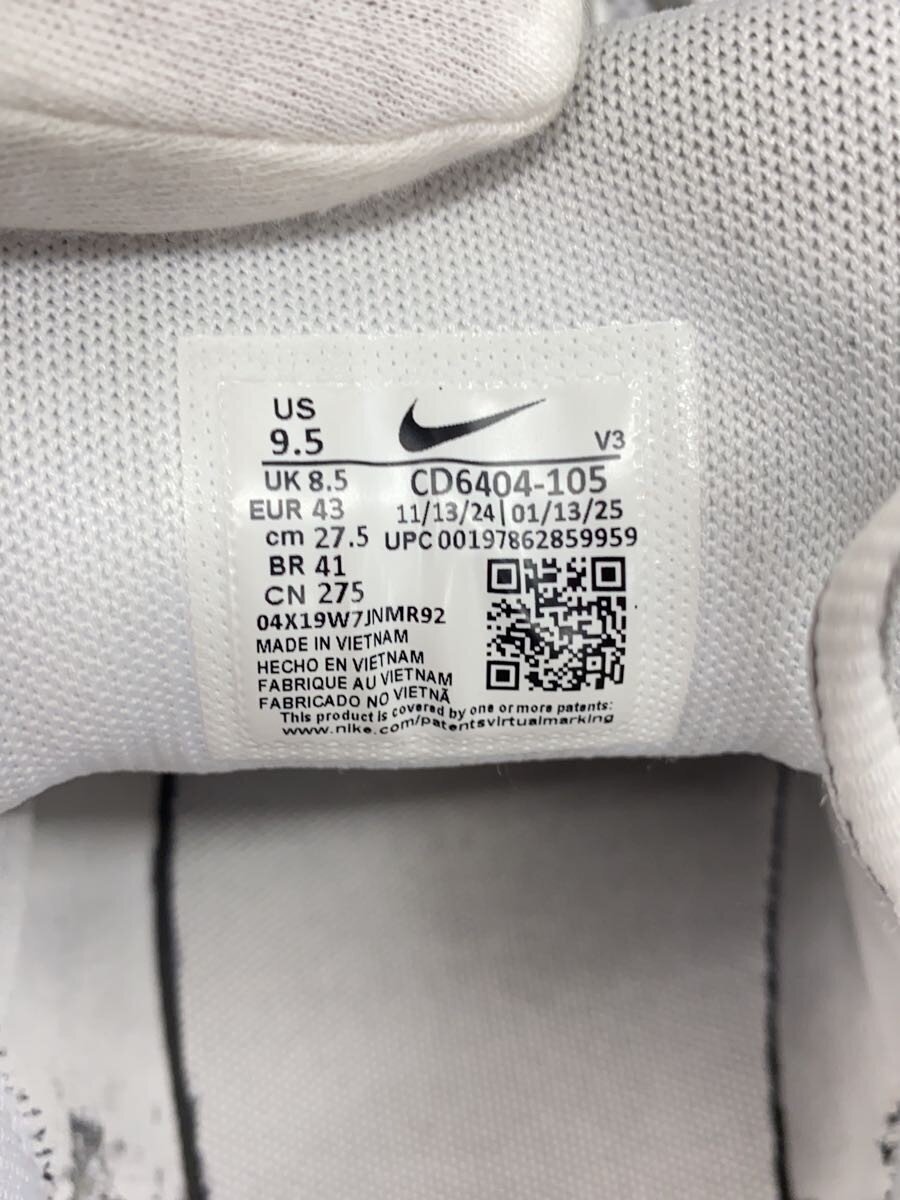 US
9.5
V3
UK 8.5
CD6404-105
EUR 43
11/13/24 | 01/13/25
cm 27.5
UPC 00197862859959
BR 41
CN 275
04X19W7JNMR92
MADE IN VIETNAM
HECHO EN VIETNAM
FABRIQUE AU VIETNAM
FABRICADO NO VIETNÃ
This product is covered by one or more patents:
www.nike.com/patentsvirtualmarking